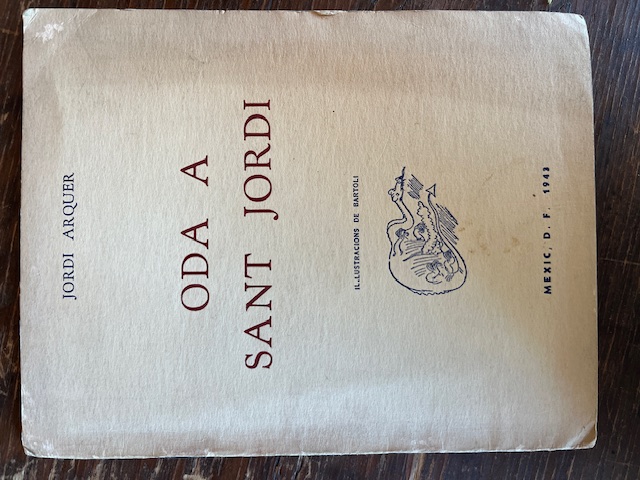 JORDI ARQUER
ODA A
SANT JORDI
IL.LUSTRACIONS DE BARTOLI
MEXIC, D. F. 1943